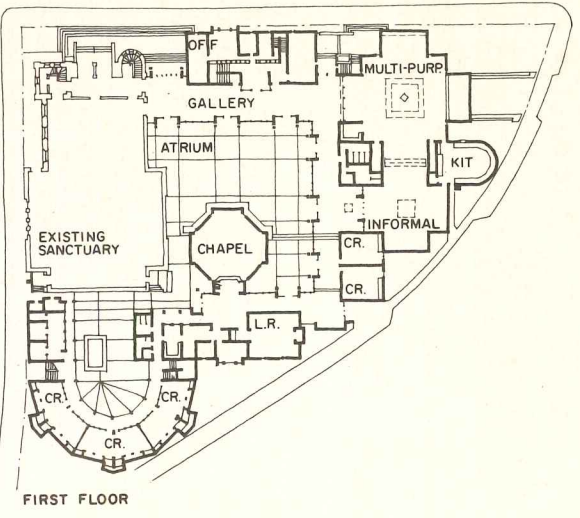 OFF
MULTI-PURP.
GALLERY
ATRIUM
KIT
INFORMAL
EXISTING
SANCTUARY
CHAPEL
CR.
CR.
L.R.
CR.
CR.
CR.
FIRST FLOOR